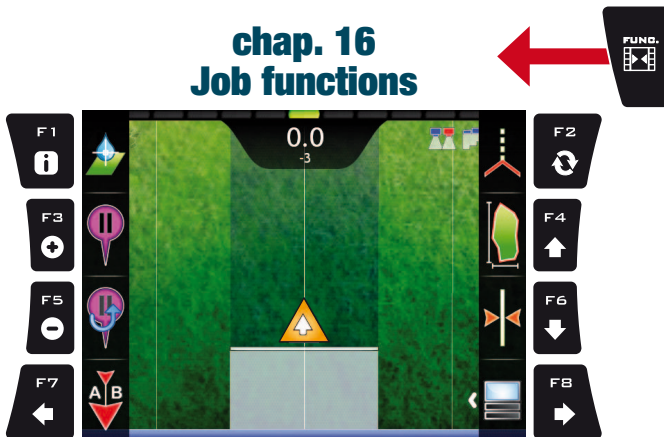 chap. 16
Job functions
FUNC.
F1
F2
0.0
-3
F3
F4
F5
F6
F7
A B
F8